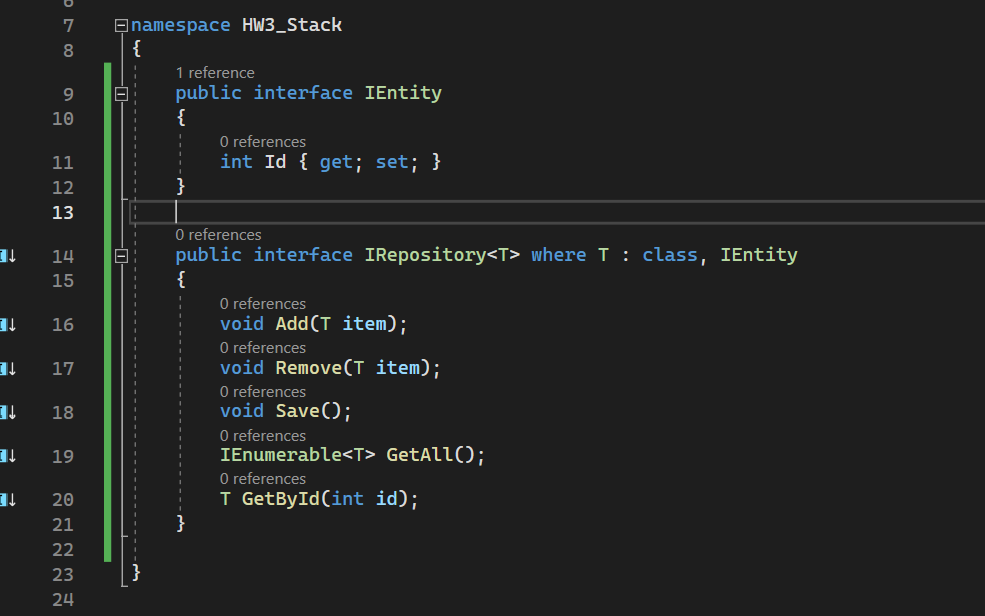 6
7 namespace HW3_Stack
8 {
1 reference
9 public interface IEntity
10 {
0 references
11 int Id { get; set; }
12 }
13
0 references
14 public interface IRepository<T> where T : class, IEntity
15 {
0 references
16 void Add(T item);
0 references
17 void Remove(T item);
0 references
18 void Save();
0 references
19 IEnumerable<T> GetAll();
0 references
20 T GetById(int id);
21 }
22
23 }
24